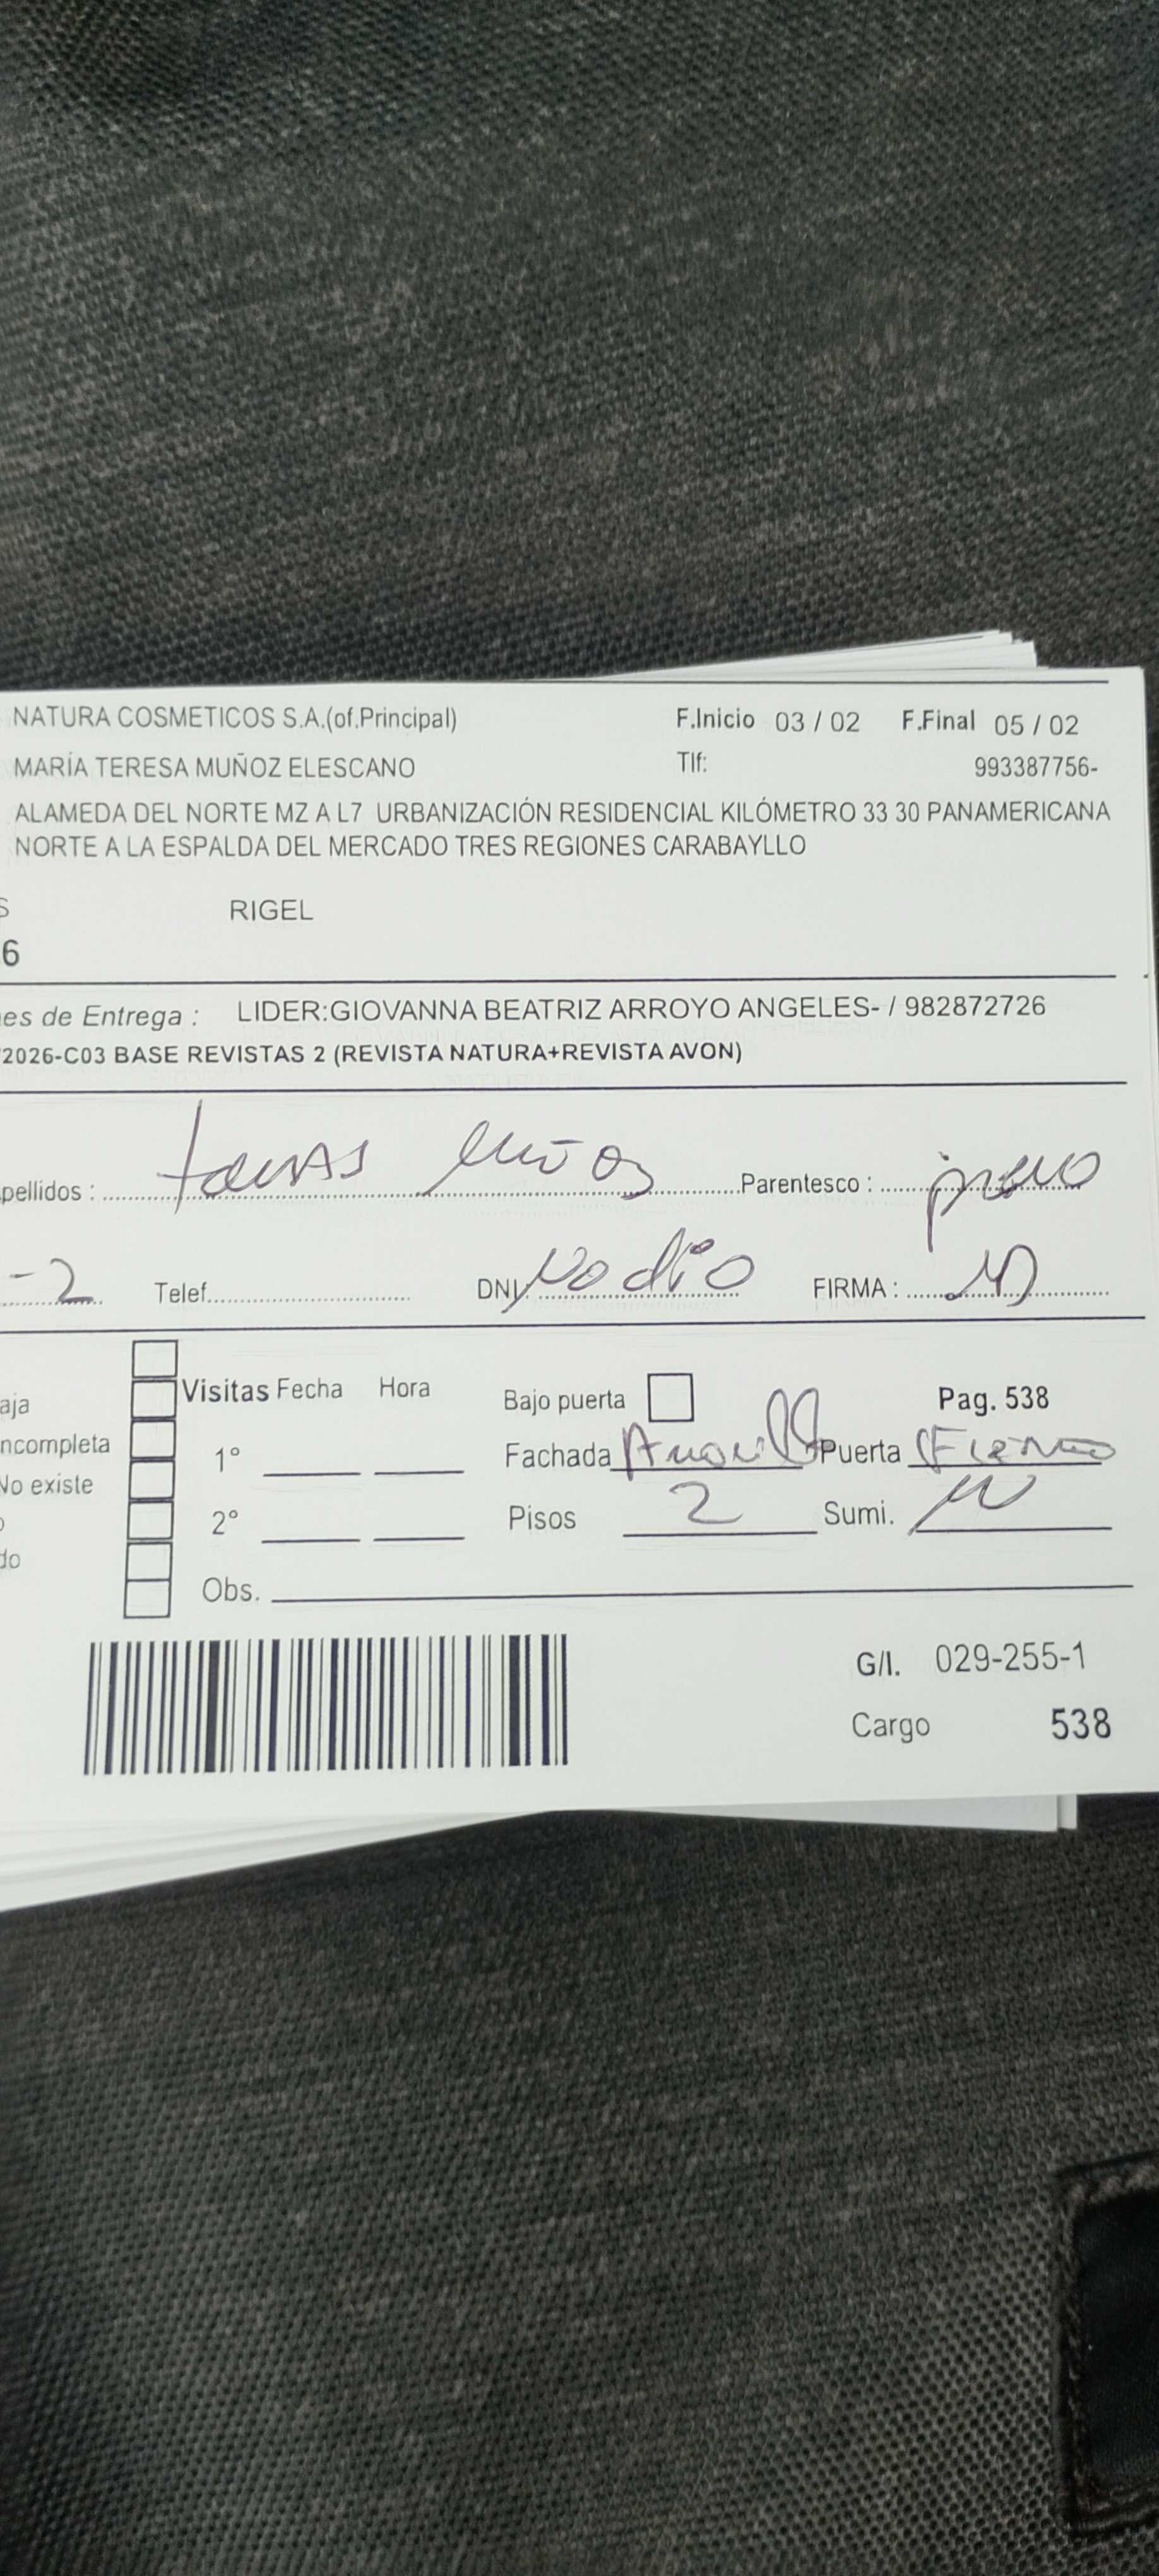 NATURA COSMETICOS S.A.(of.Principal) F.Inicio 03 / 02 F.Final 05 / 02
MARÍA TERESA MUÑOZ ELESCANO Tlf: 993387756-
ALAMEDA DEL NORTE MZ A L7 URBANIZACIÓN RESIDENCIAL KILÓMETRO 33 30 PANAMERICANA
NORTE A LA ESPALDA DEL MERCADO TRES REGIONES CARABAYLLO
S RIGEL
6
es de Entrega : LIDER:GIOVANNA BEATRIZ ARROYO ANGELES- / 982872726
2026-C03 BASE REVISTAS 2 (REVISTA NATURA+REVISTA AVON)
pellidos : Parentesco :
-2 Telef. DNI No dio FIRMA :
Visitas Fecha Hora Bajo puerta Pag. 538
aja
ncompleta 1° Fachada Puerta
No existe
2° Pisos 2 Sumi.
do
Obs.
G/I. 029-255-1
Cargo 538